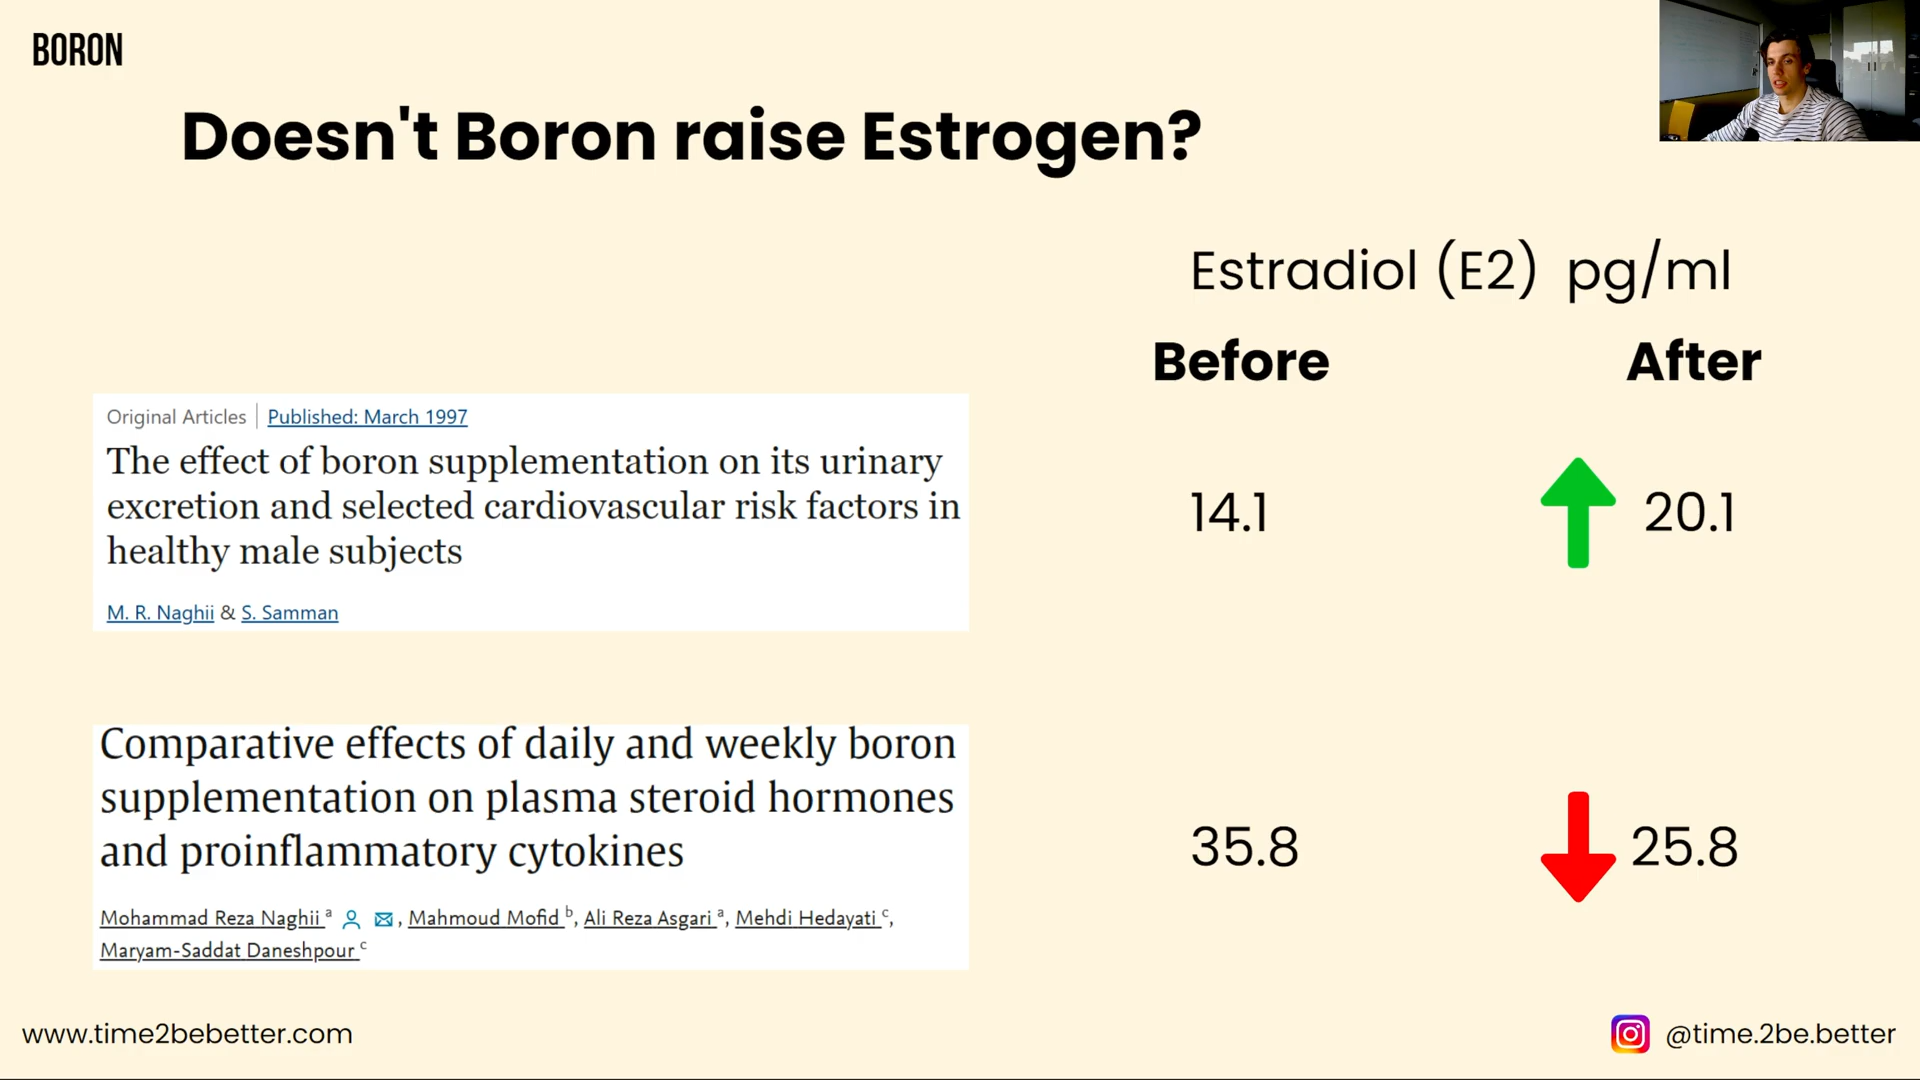 BORON
Doesn't Boron raise Estrogen?
Estradiol (E2) pg/ml
Before After
Original Articles | Published: March 1997
The effect of boron supplementation on its urinary
excretion and selected cardiovascular risk factors in
healthy male subjects
M. R. Naghii & S. Samman
14.1 20.1
Comparative effects of daily and weekly boron
supplementation on plasma steroid hormones
and proinflammatory cytokines
Mohammad Reza Naghii a , Mahmoud Mofid b, Ali Reza Asgari a, Mehdi Hedayati c,
Maryam-Saddat Daneshpour c
35.8 25.8
www.time2bebetter.com
@time.2be.better